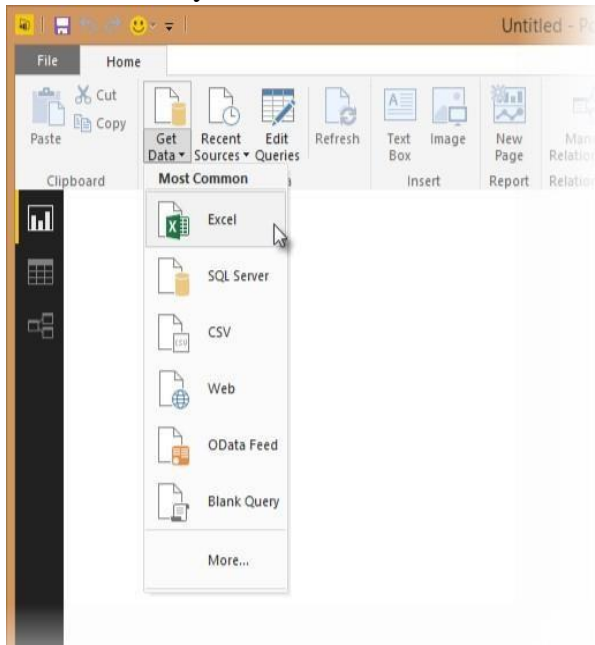 Untitled - Po
File Home
Cut
Copy
Paste
Get Data
Recent Sources
Edit Queries
Refresh
Text Box
Image
New Page
Clipboard
Insert
Report
Most Common
Excel
SQL Server
CSV
Web
OData Feed
Blank Query
More...